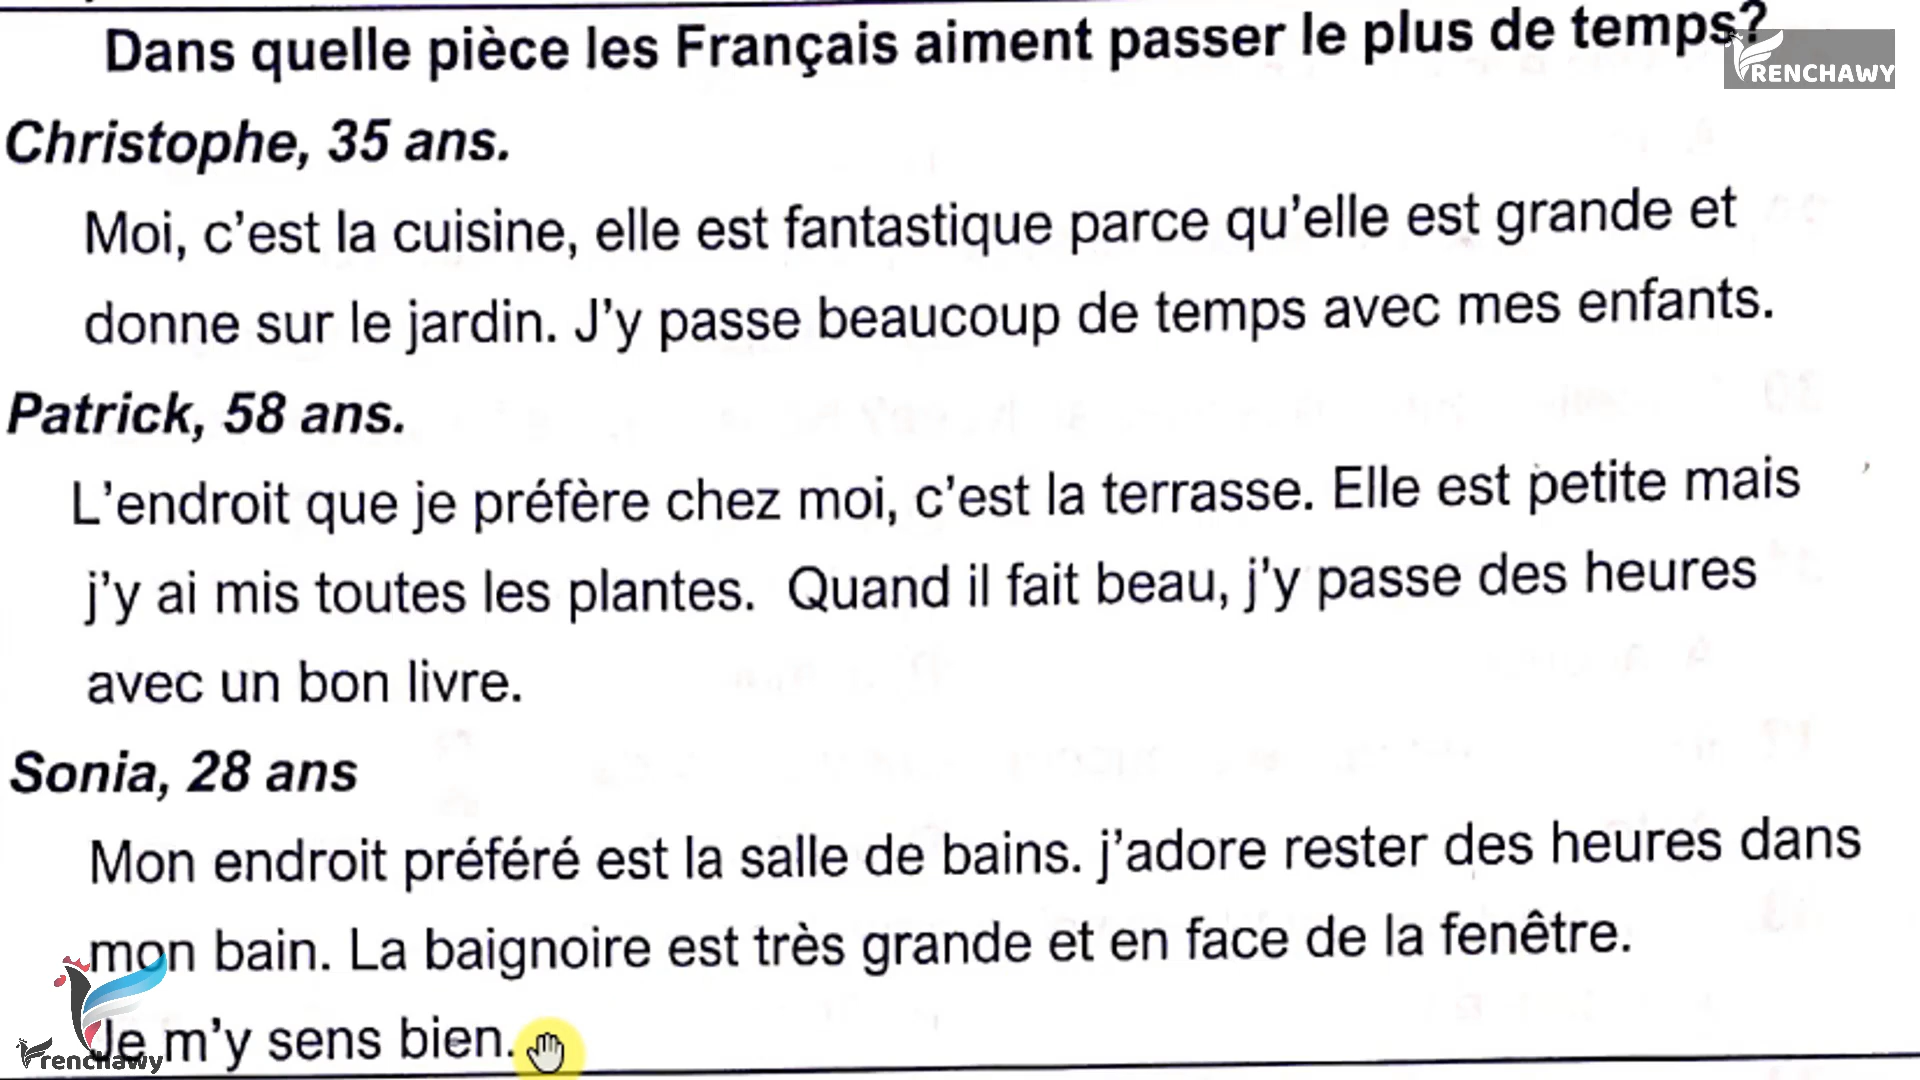 Dans quelle pièce les Français aiment passer le plus de temps?
FRENCHAWY
Christophe, 35 ans.
Moi, c'est la cuisine, elle est fantastique parce qu'elle est grande et
donne sur le jardin. J'y passe beaucoup de temps avec mes enfants.
Patrick, 58 ans.
L'endroit que je préfère chez moi, c'est la terrasse. Elle est petite mais
j'y ai mis toutes les plantes. Quand il fait beau, j'y passe des heures
avec un bon livre.
Sonia, 28 ans
Mon endroit préféré est la salle de bains. j'adore rester des heures dans
mon bain. La baignoire est très grande et en face de la fenêtre.
Je m'y sens bien.
Frenchawy